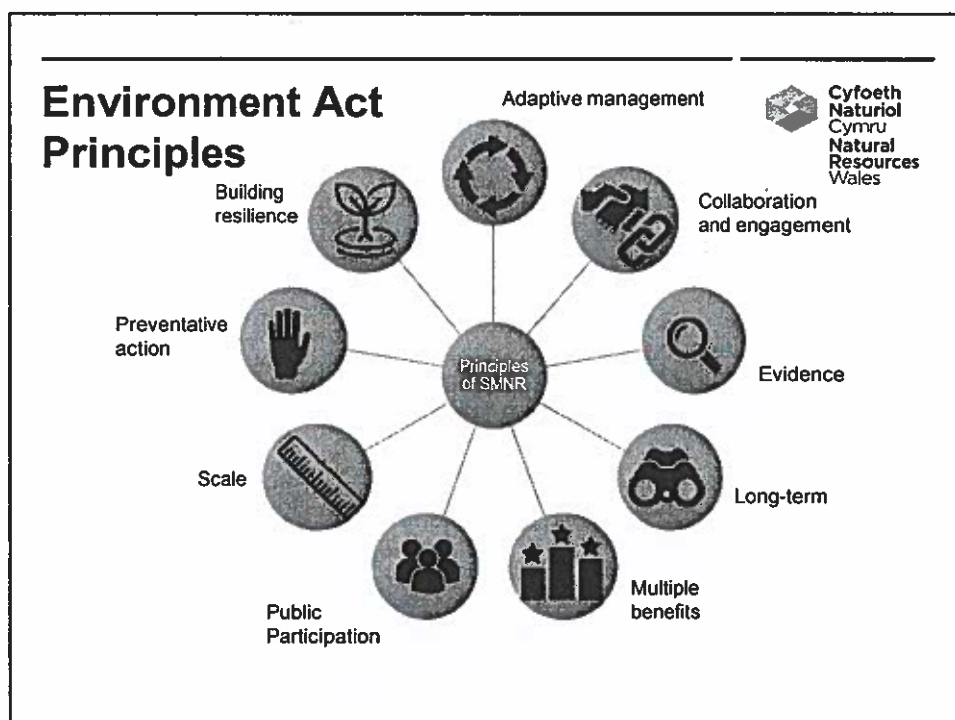 Environment Act
Principles
Cyfoeth
Naturiol
Cymru
Natural
Resources
Wales
Adaptive management
Collaboration
and engagement
Evidence
Long-term
Multiple
benefits
Public
Participation
Scale
Preventative
action
Building
resilience
Principles
of SMNR